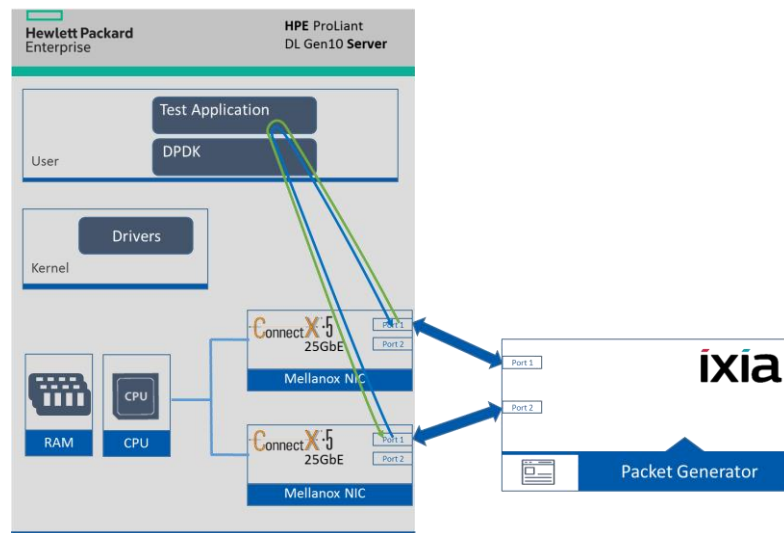 Hewlett Packard
Enterprise
HPE ProLiant
DL Gen10 Server
Test Application
DPDK
User
Drivers
Kernel
ConnectX·5
25GbE
Port 1
Port 2
Mellanox NIC
RAM
CPU
CPU
ConnectX·5
25GbE
Port 1
Port 2
Mellanox NIC
Port 1
Port 2
ixia
Packet Generator